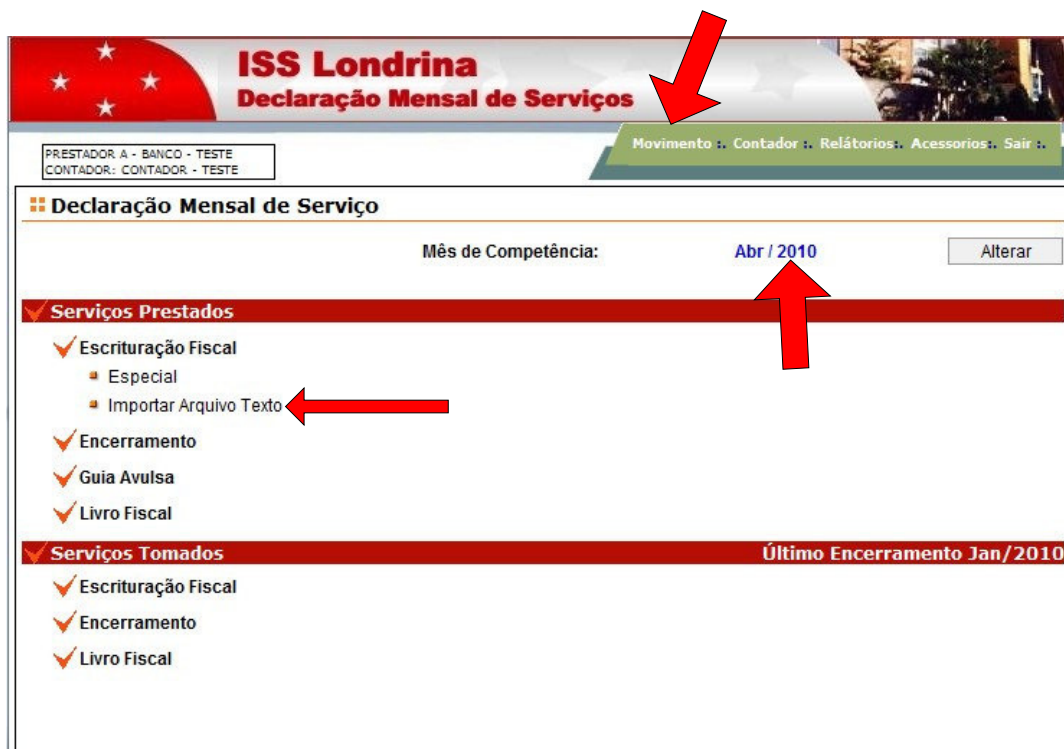 ISS Londrina
Declaração Mensal de Serviços
PRESTADOR A - BANCO - TESTE
CONTADOR: CONTADOR - TESTE
Movimento :. Contador :. Relátorios:. Acessorios:. Sair :.
Declaração Mensal de Serviço
Mês de Competência: Abr / 2010 Alterar
Serviços Prestados
Escrituração Fiscal
Especial
Importar Arquivo Texto
Encerramento
Guia Avulsa
Livro Fiscal
Serviços Tomados Último Encerramento Jan/2010
Escrituração Fiscal
Encerramento
Livro Fiscal